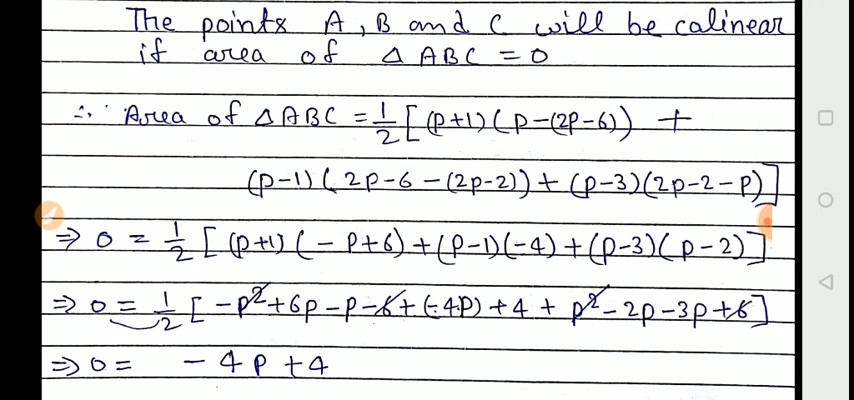 The points A, B and C will be calinear
if area of △ABC = 0
∴ Area of △ABC = 1/2 [(p+1)(p-(2p-6)) +
(p-1)(2p-6-(2p-2)) + (p-3)(2p-2-p)]
⇒ 0 = 1/2 [(p+1)(-p+6)+(p-1)(-4)+(p-3)(p-2)]
⇒ 0 = 1/2 [-p²+6p-p-6+(-4p)+4+p²-2p-3p+6]
⇒ 0 = -4p+4